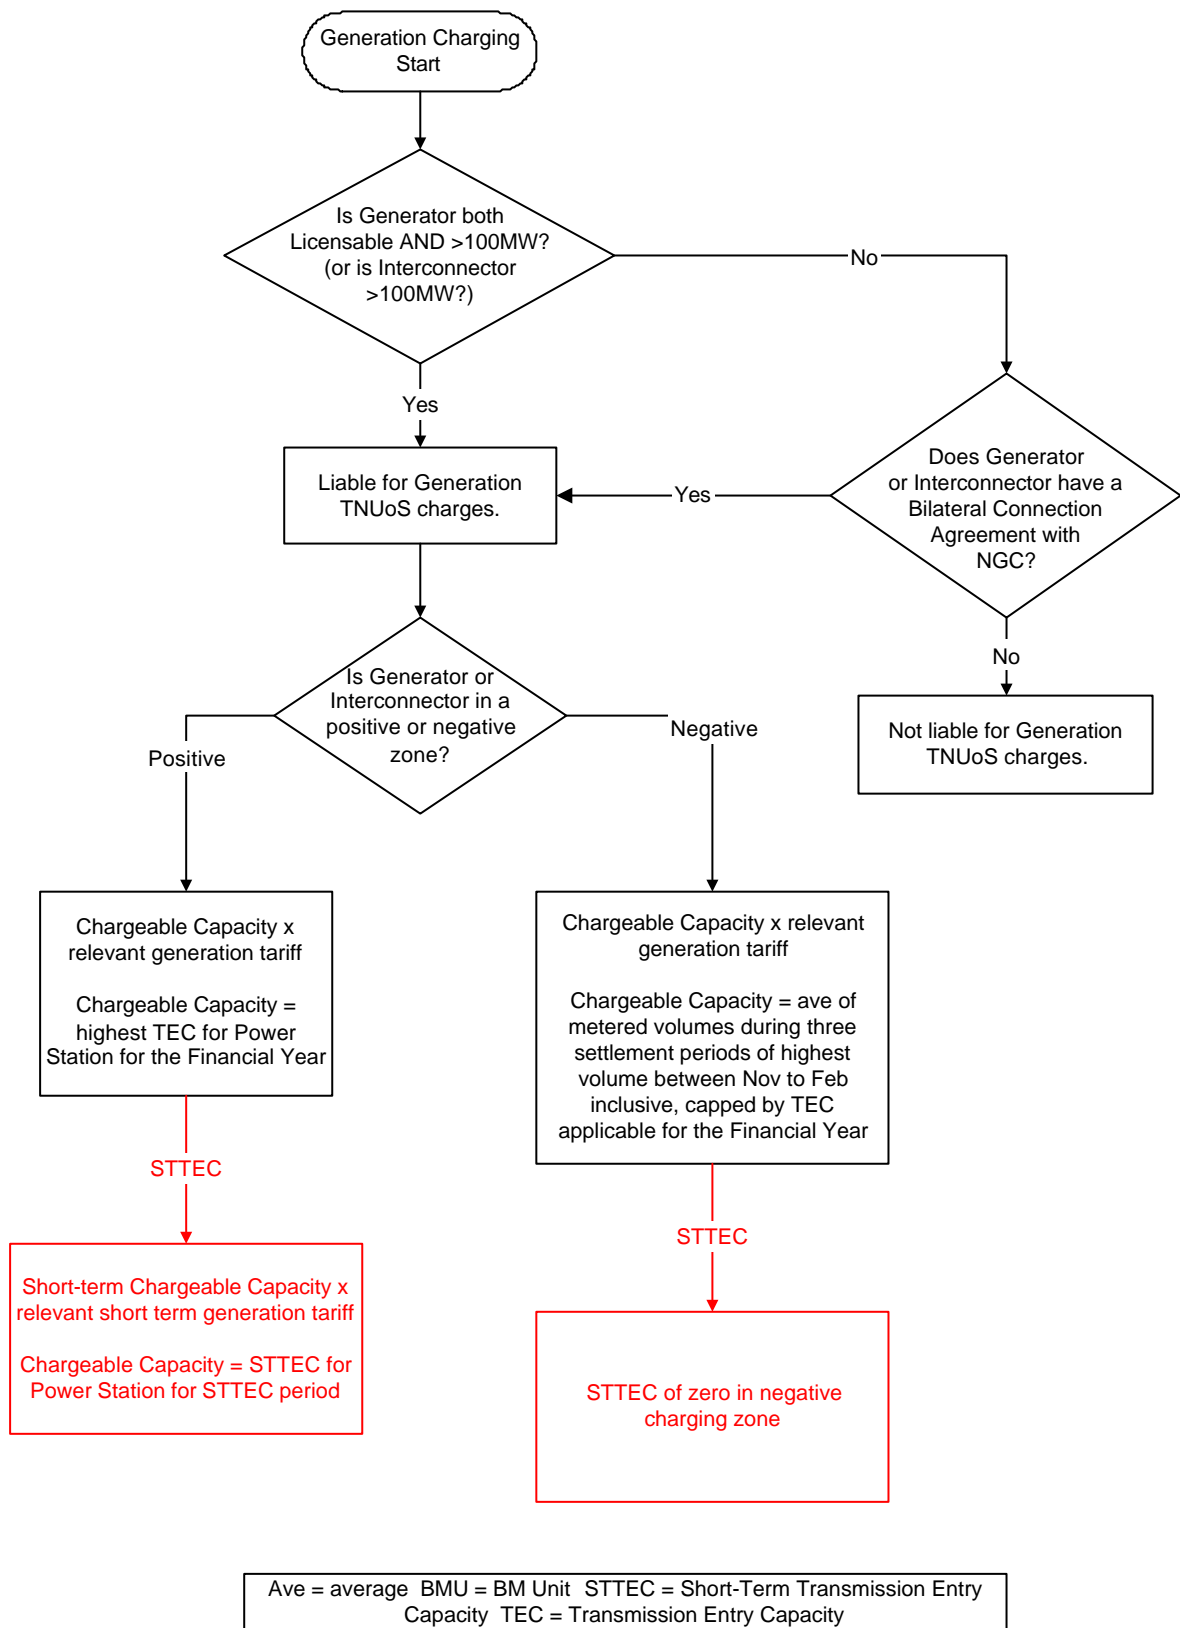 Generation Charging
Start
Is Generator both
Licensable AND >100MW?
(or is Interconnector
>100MW?)
No
Yes
Does Generator
or Interconnector have a
Bilateral Connection
Agreement with
NGC?
Liable for Generation
TNUoS charges.
Yes
No
Is Generator or
Interconnector in a
positive or negative
zone?
Not liable for Generation
TNUoS charges.
Positive
Negative
Chargeable Capacity x
relevant generation tariff
Chargeable Capacity =
highest TEC for Power
Station for the Financial Year
Chargeable Capacity x relevant
generation tariff
Chargeable Capacity = ave of
metered volumes during three
settlement periods of highest
volume between Nov to Feb
inclusive, capped by TEC
applicable for the Financial Year
STTEC
STTEC
Short-term Chargeable Capacity x
relevant short term generation tariff
Chargeable Capacity = STTEC for
Power Station for STTEC period
STTEC of zero in negative
charging zone
Ave = average  BMU = BM Unit  STTEC = Short-Term Transmission Entry
Capacity  TEC = Transmission Entry Capacity